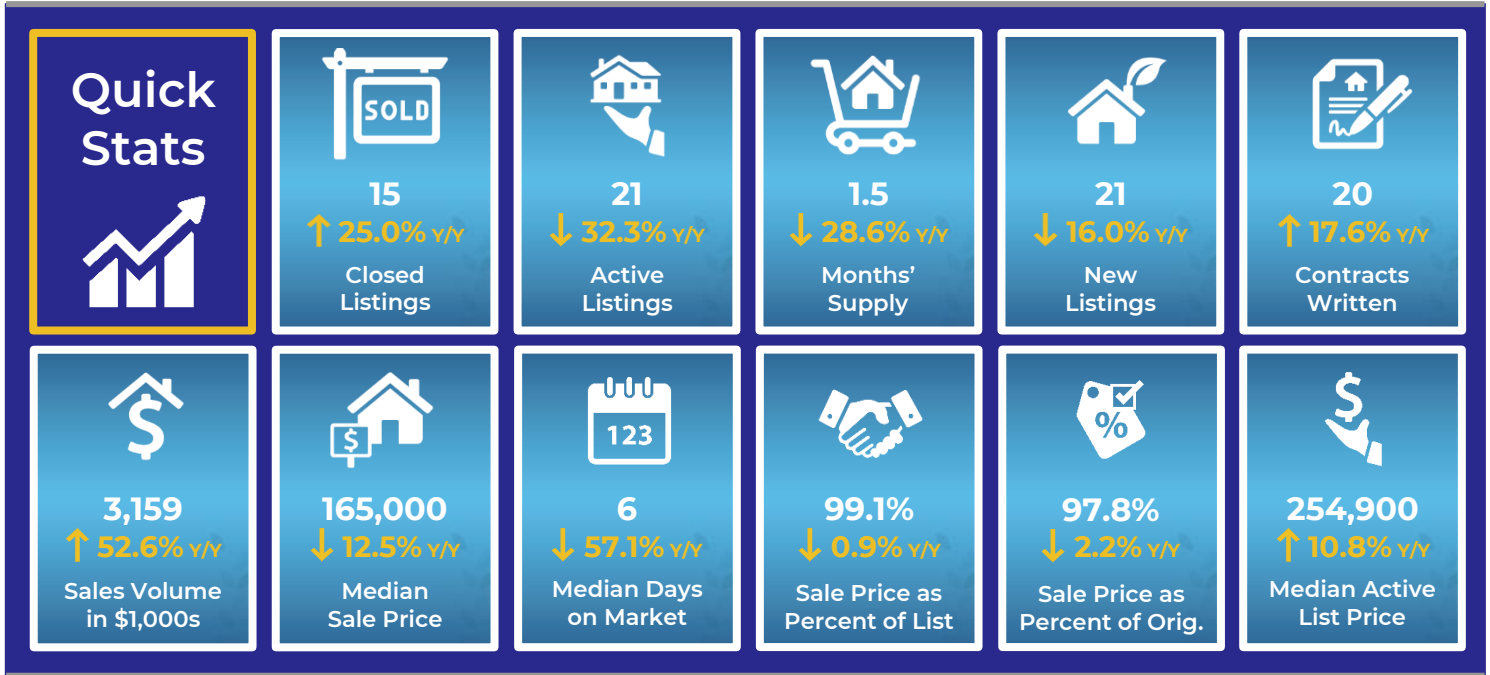 Quick
Stats
SOLD
15
↑ 25.0% Y/Y
Closed
Listings
21
↓ 32.3% Y/Y
Active
Listings
1.5
↓ 28.6% Y/Y
Months’
Supply
21
↓ 16.0% Y/Y
New
Listings
20
↑ 17.6% Y/Y
Contracts
Written
$
3,159
↑ 52.6% Y/Y
Sales Volume
in $1,000s
$
165,000
↓ 12.5% Y/Y
Median
Sale Price
123
6
↓ 57.1% Y/Y
Median Days
on Market
99.1%
↓ 0.9% Y/Y
Sale Price as
Percent of List
%
97.8%
↓ 2.2% Y/Y
Sale Price as
Percent of Orig.
$
254,900
↑ 10.8% Y/Y
Median Active
List Price